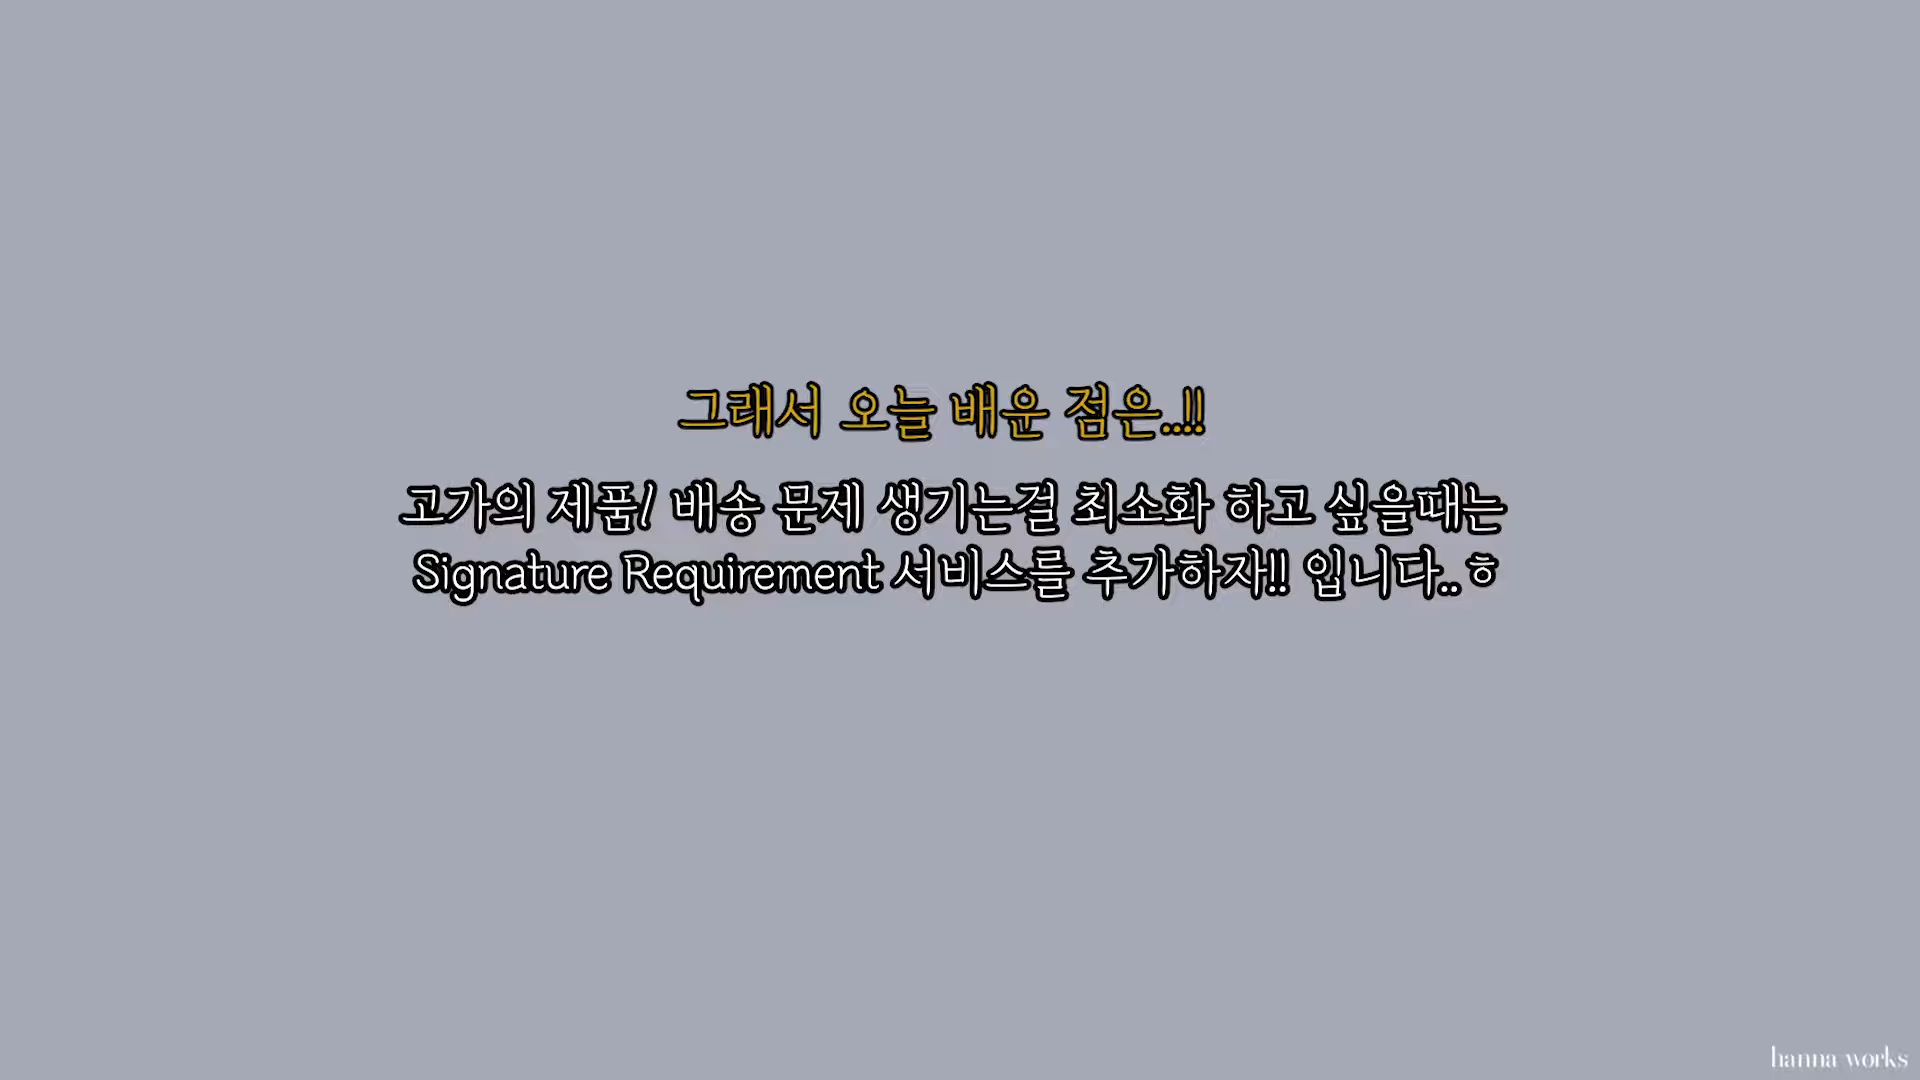 그래서 오늘 배운 점은..!!
고가의 제품/ 배송 문제 생기는걸 최소화 하고 싶을때는
Signature Requirement 서비스를 추가하자!! 입니다..ㅎ
hanna works